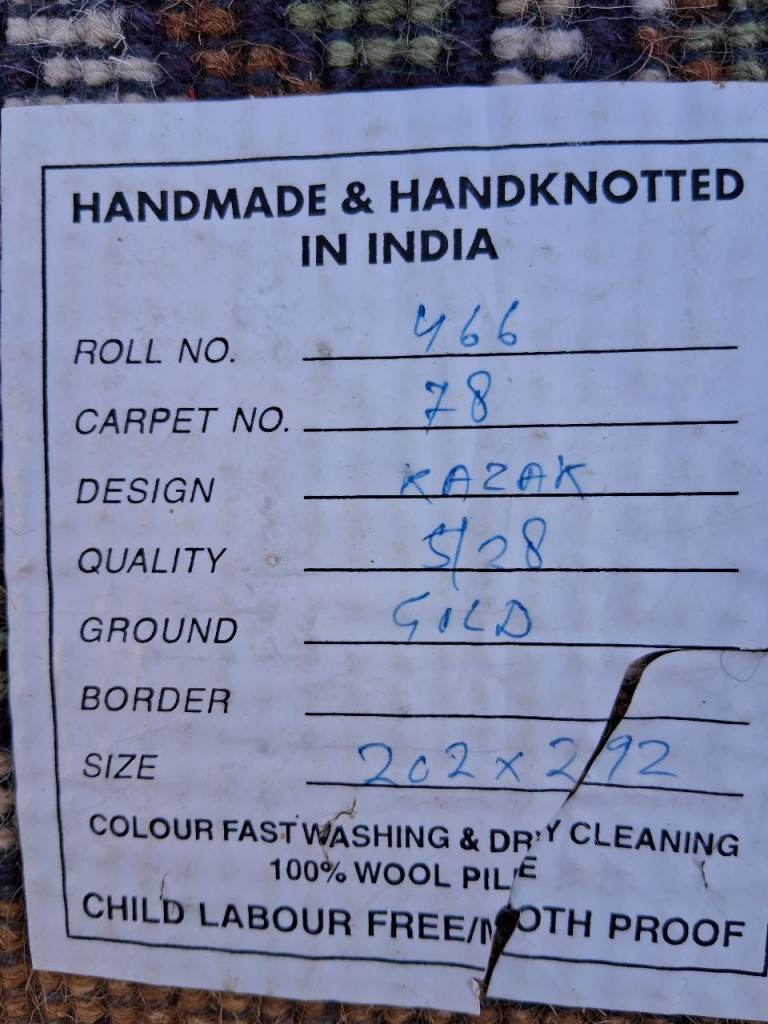 HANDMADE & HANDKNOTTED
IN INDIA
ROLL NO. 466
CARPET NO. 78
DESIGN KAZAK
QUALITY 5/28
GROUND GOLD
BORDER
SIZE 202 x 292
COLOUR FAST WASHING & DRY CLEANING
100% WOOL PILE
CHILD LABOUR FREE/MOTH PROOF